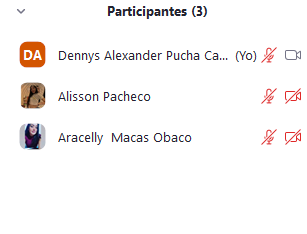 Participantes (3)
DA Dennys Alexander Pucha Ca... (Yo)
Alisson Pacheco
Aracelly Macas Obaco